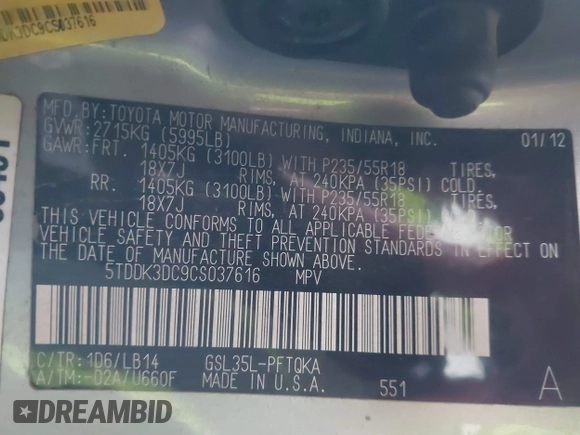 DK3DC9CS037616
MFD.BY:TOYOTA MOTOR MANUFACTURING, INDIANA, INC. 01/12
GVWR:2715KG (5995LB)
GAWR:FRT. 1405KG (3100LB) WITH P235/55R18 TIRES,
18X7J RIMS, AT 240KPA (35PSI) COLD.
RR. 1405KG (3100LB) WITH P235/55R18 TIRES,
18X7J RIMS, AT 240KPA (35PSI) COLD.
THIS VEHICLE CONFORMS TO ALL APPLICABLE FEDERAL MOTOR
VEHICLE SAFETY AND THEFT PREVENTION STANDARDS IN EFFECT ON
THE DATE OF MANUFACTURE SHOWN ABOVE.
5TDDK3DC9CS037616 MPV
C/TR:1D6/LB14 GSL35L-PFTQKA
A/TM:-02A/U660F MADE IN U.S.A. 551 A
DREAMBID